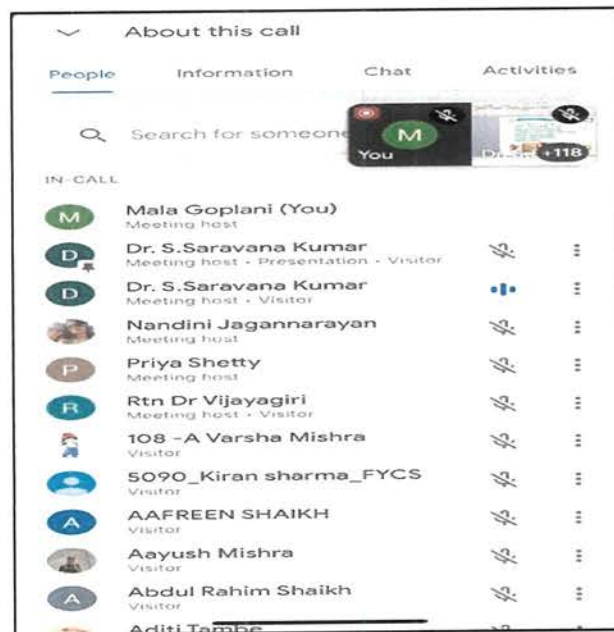 About this call
People Information Chat Activities
Search for someone
M
You
+118
IN-CALL
M
Mala Goplani (You)
Meeting host
D
Dr. S.Saravana Kumar
Meeting host • Presentation • Visitor
D
Dr. S.Saravana Kumar
Meeting host • Visitor
Nandini Jagannarayan
Meeting host
P
Priya Shetty
Meeting host
R
Rtn Dr Vijayagiri
Meeting host • Visitor
108 -A Varsha Mishra
Visitor
5090_Kiran sharma_FYCS
Visitor
A
AAFREEN SHAIKH
Visitor
Aayush Mishra
Visitor
A
Abdul Rahim Shaikh
Visitor
Aditi Tambe